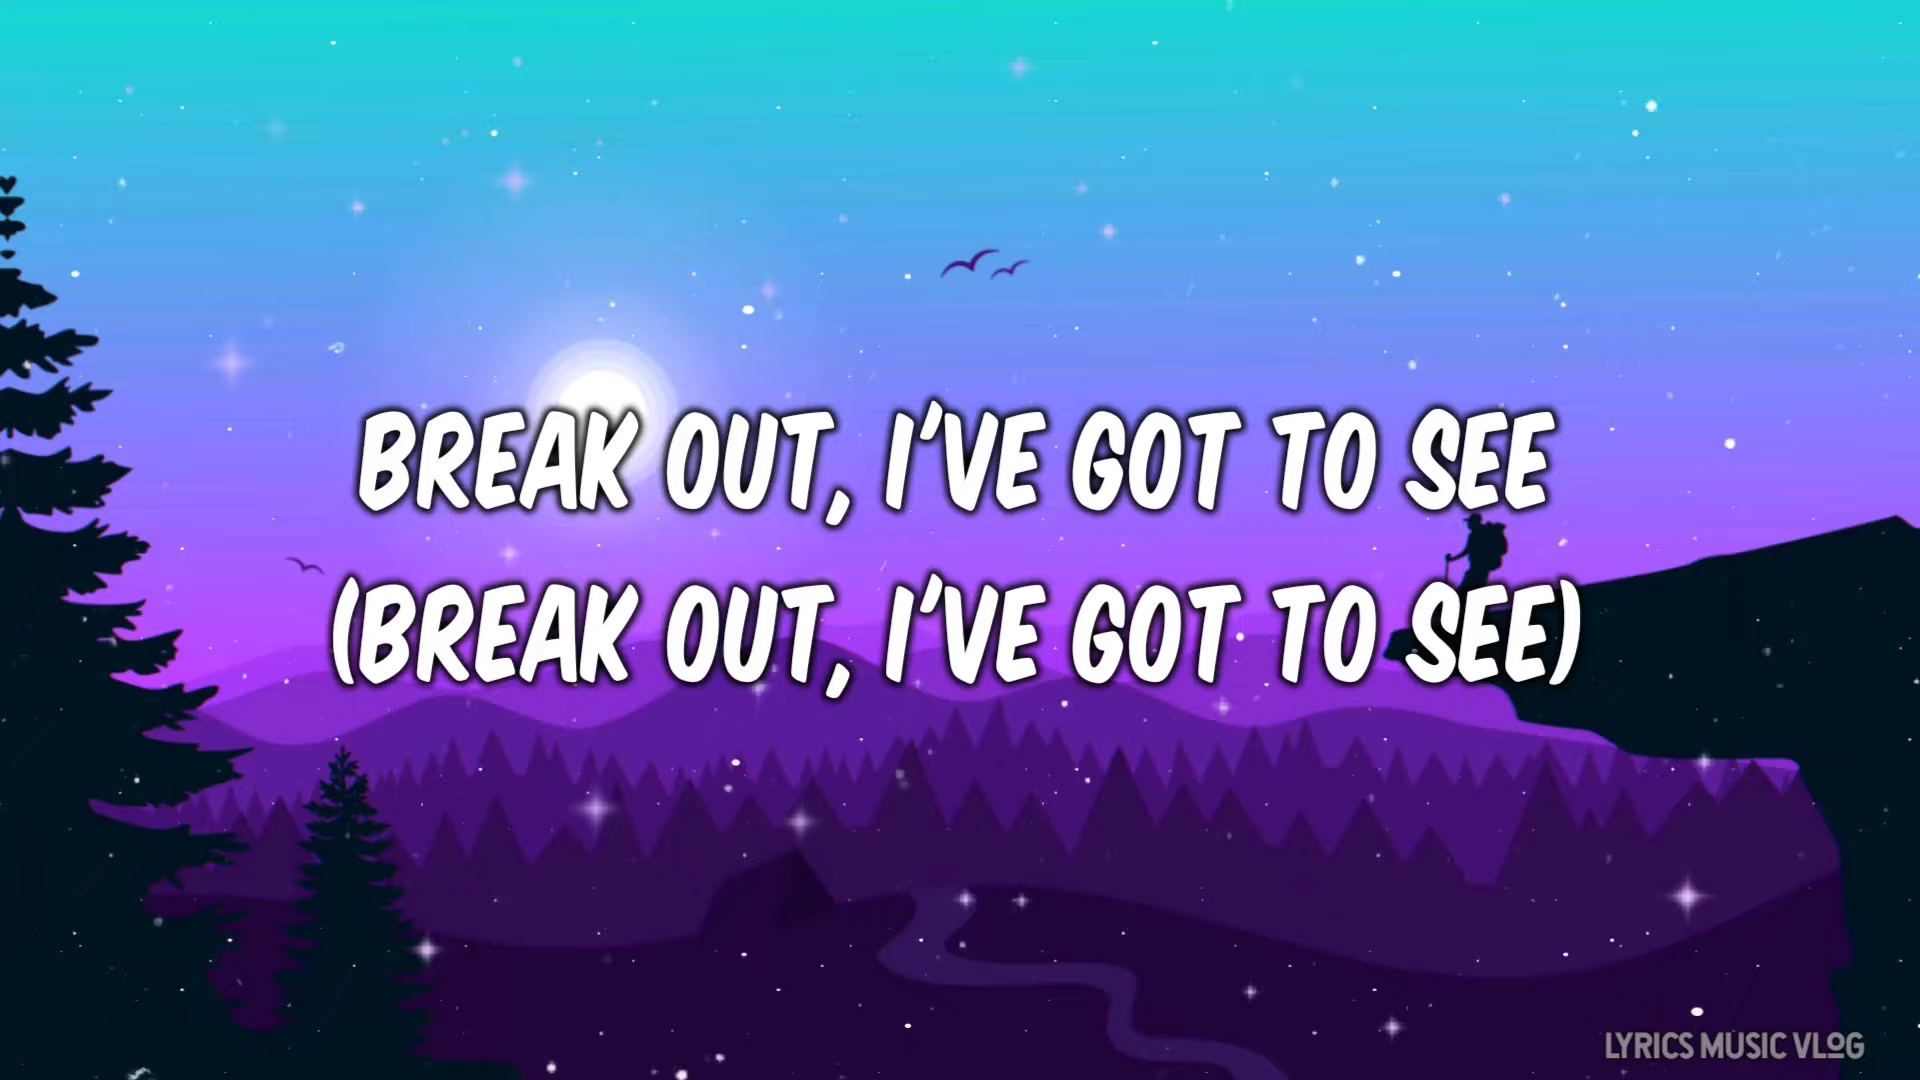 BREAK OUT, I'VE GOT TO SEE
(BREAK OUT, I'VE GOT TO SEE)
LYRICS MUSIC VLOG